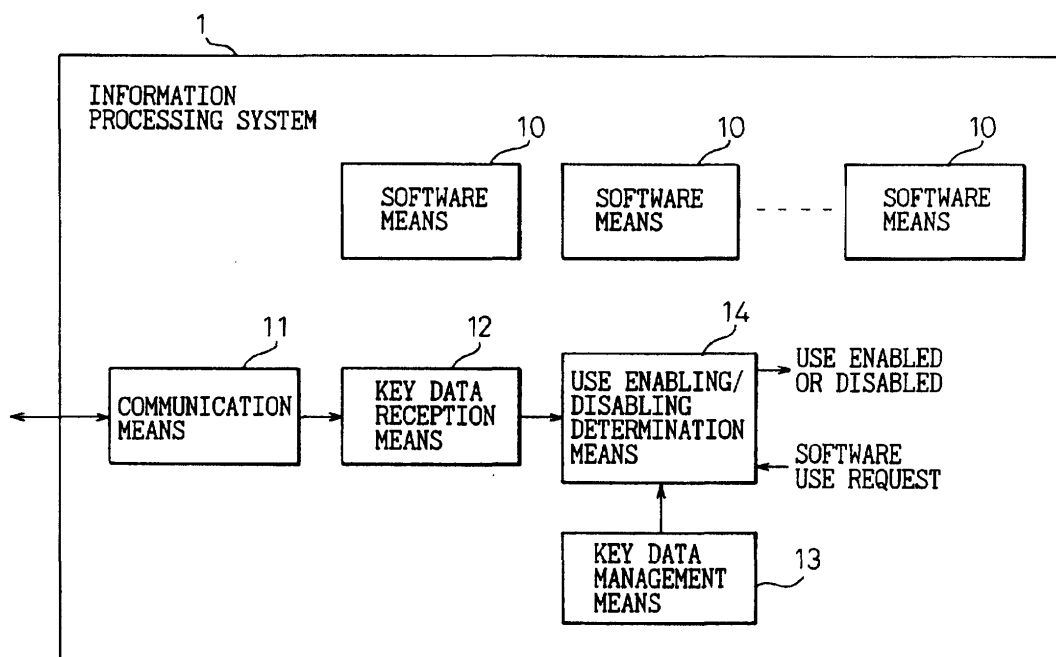 1
INFORMATION
PROCESSING SYSTEM
10
10
10
SOFTWARE
MEANS
SOFTWARE
MEANS
SOFTWARE
MEANS
11
12
14
COMMUNICATION
MEANS
KEY DATA
RECEPTION
MEANS
USE ENABLING/
DISABLING
DETERMINATION
MEANS
USE ENABLED
OR DISABLED
SOFTWARE
USE REQUEST
KEY DATA
MANAGEMENT
MEANS
13